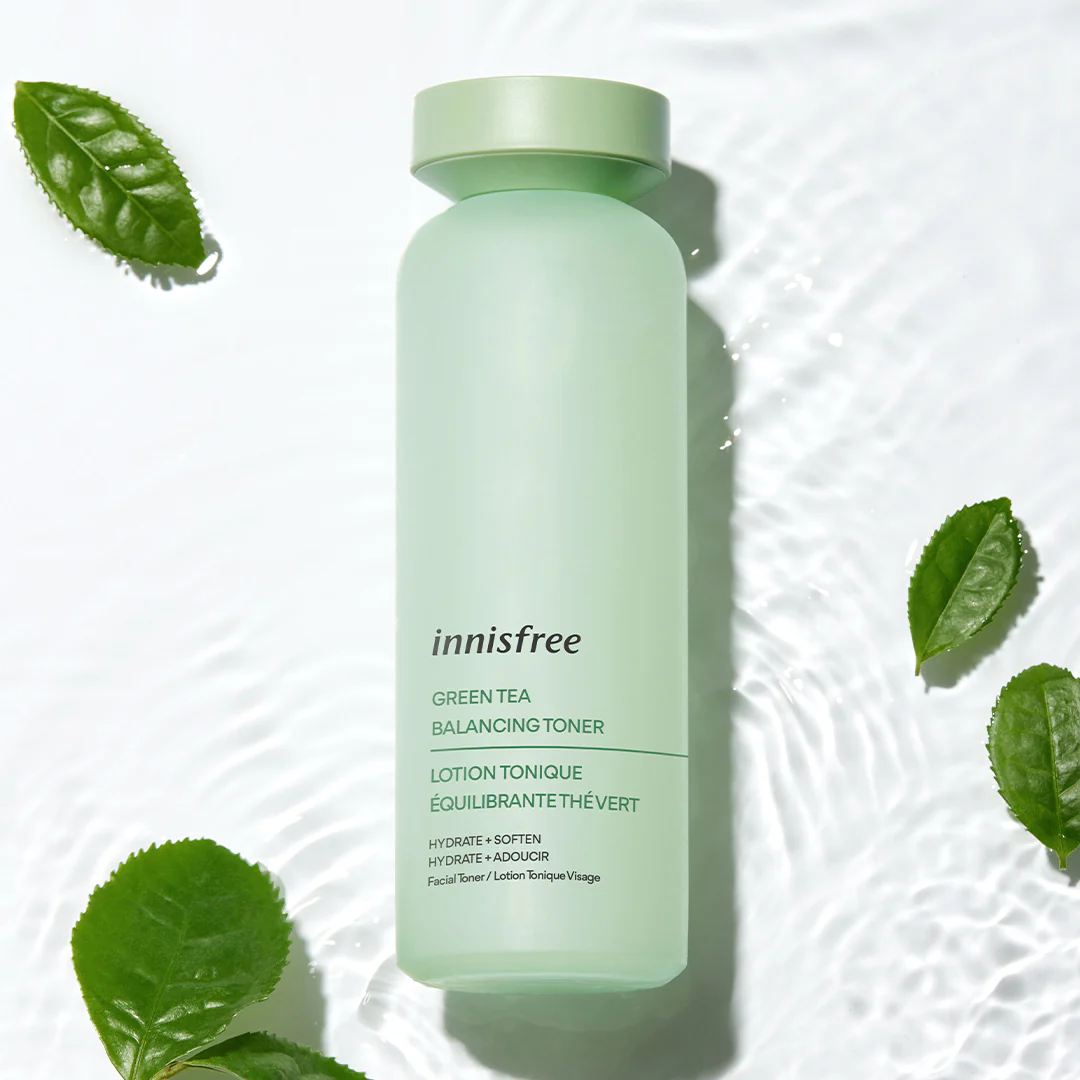 innisfree
GREEN TEA
BALANCING TONER
LOTION TONIQUE
ÉQUILIBRANTE THÉ VERT
HYDRATE + SOFTEN
HYDRATE + ADOUCIR
Facial Toner / Lotion Tonique Visage